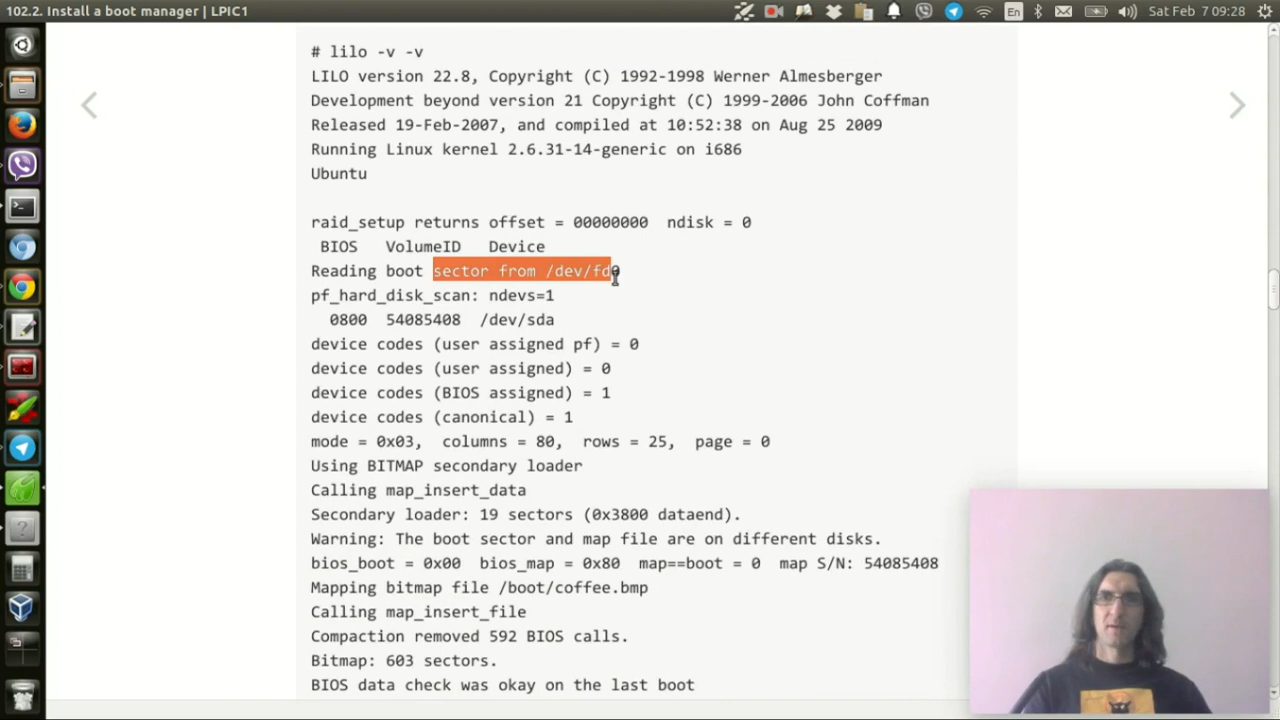 102.2. Install a boot manager | LPIC1
En
Sat Feb 7 09:28
# lilo -v -v
LILO version 22.8, Copyright (C) 1992-1998 Werner Almesberger
Development beyond version 21 Copyright (C) 1999-2006 John Coffman
Released 19-Feb-2007, and compiled at 10:52:38 on Aug 25 2009
Running Linux kernel 2.6.31-14-generic on i686
Ubuntu
raid_setup returns offset = 00000000  ndisk = 0
BIOS   VolumeID   Device
Reading boot sector from /dev/fd0
pf_hard_disk_scan: ndevs=1
0800  54085408  /dev/sda
device codes (user assigned pf) = 0
device codes (user assigned) = 0
device codes (BIOS assigned) = 1
device codes (canonical) = 1
mode = 0x03,  columns = 80,  rows = 25,  page = 0
Using BITMAP secondary loader
Calling map_insert_data
Secondary loader: 19 sectors (0x3800 dataend).
Warning: The boot sector and map file are on different disks.
bios_boot = 0x00  bios_map = 0x80  map==boot = 0  map S/N: 54085408
Mapping bitmap file /boot/coffee.bmp
Calling map_insert_file
Compaction removed 592 BIOS calls.
Bitmap: 603 sectors.
BIOS data check was okay on the last boot